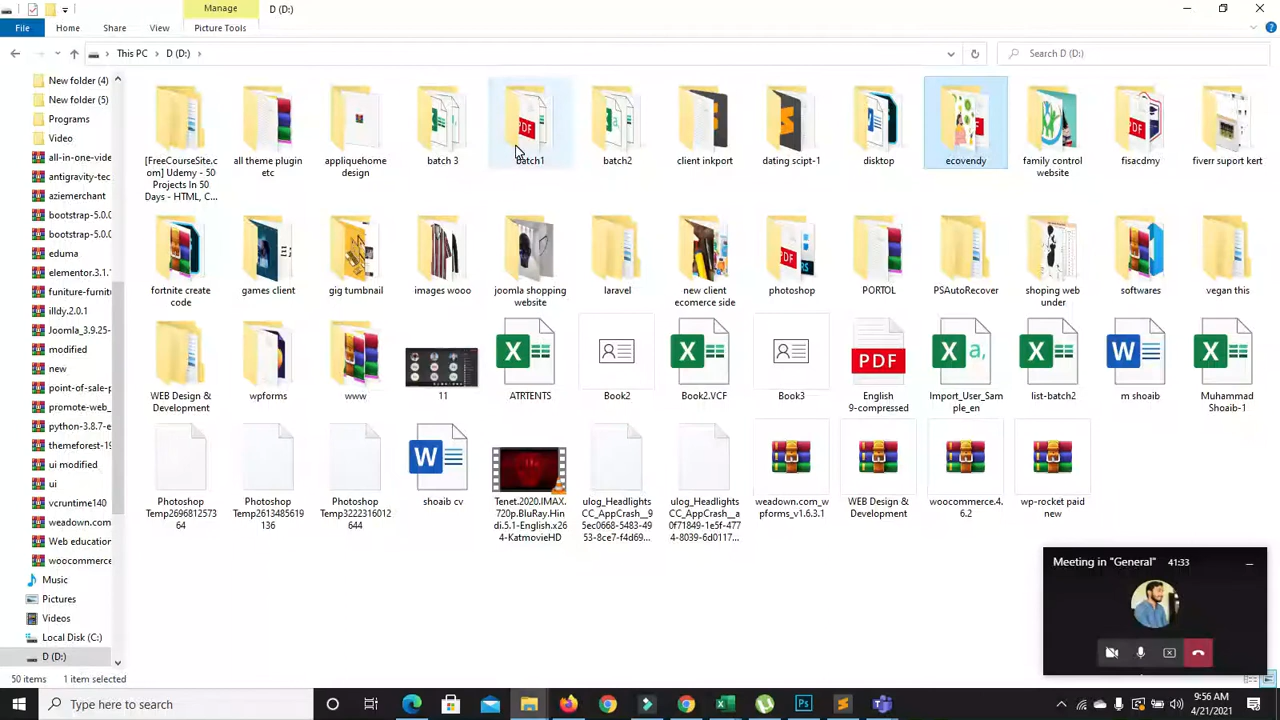 Manage
D (D:)
File
Home
Share
View
Picture Tools
This PC
D (D:)
Search D (D:)
New folder (4)
New folder (5)
Programs
Video
all-in-one-vide
antigravity-tec
aziemerchant
bootstrap-5.0.0
bootstrap-5.0.0
eduma
elementor.3.1.1
funiture-furnit
illdy.2.0.1
Joomla_3.9.25-
modified
new
point-of-sale-p
promote-web_
python-3.8.7-e
themeforest-19
ui modified
ui
vcruntime140
weadown.com_
Web education
woocommerce
Music
Pictures
Videos
Local Disk (C:)
D (D:)
[FreeCourseSite.c
om] Udemy - 50
Projects In 50
Days - HTML, C...
all theme plugin
etc
appliquehome
design
batch 3
batch1
batch2
client inkport
dating scipt-1
disktop
ecovendy
family control
website
fisacdmy
fiverr suport kert
fortnite create
code
games client
gig tumbnail
images wooo
joomla shopping
website
laravel
new client
ecomerce side
photoshop
PORTOL
PSAutoRecover
shoping web
under
softwares
vegan this
WEB Design &
Development
wpforms
www
11
ATRTENTS
Book2
Book2.VCF
Book3
PDF
English
9-compressed
Import_User_Sam
ple_en
list-batch2
m shoaib
Muhammad
Shoaib-1
Photoshop
Temp2696812573
64
Photoshop
Temp2613485619
136
Photoshop
Temp3222316012
644
shoaib cv
Tenet.2020.IMAX.
720p.BluRay.Hin
di.5.1-English.x26
4-KatmovieHD
ulog_Headlights
CC_AppCrash__9
5ec0668-5483-49
53-8ce7-f4d69...
ulog_Headlights
CC_AppCrash__a
0f71849-1e5f-477
4-8039-6d0117...
weadown.com_w
pforms_v1.6.3.1
WEB Design &
Development
woocommerce.4.
6.2
wp-rocket paid
new
Meeting in "General"
41:33
50 items
1 item selected
Type here to search
9:56 AM
4/21/2021